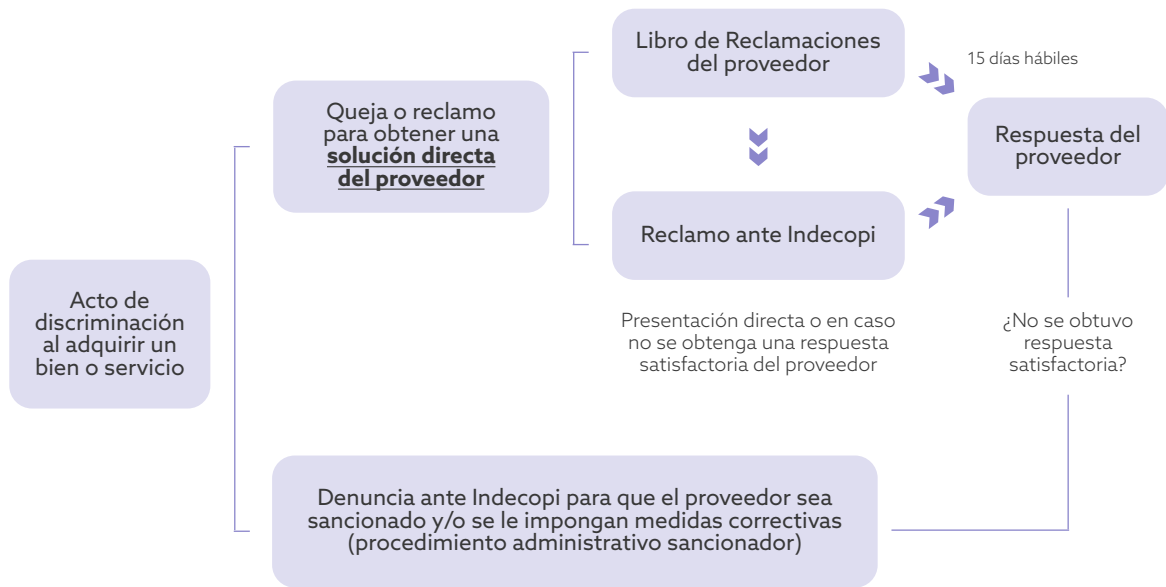 Acto de
discriminación
al adquirir un
bien o servicio
Queja o reclamo
para obtener una
solución directa
del proveedor
Libro de Reclamaciones
del proveedor
15 días hábiles
Respuesta del
proveedor
Reclamo ante Indecopi
Presentación directa o en caso
no se obtenga una respuesta
satisfactoria del proveedor
¿No se obtuvo
respuesta
satisfactoria?
Denuncia ante Indecopi para que el proveedor sea
sancionado y/o se le impongan medidas correctivas
(procedimiento administrativo sancionador)